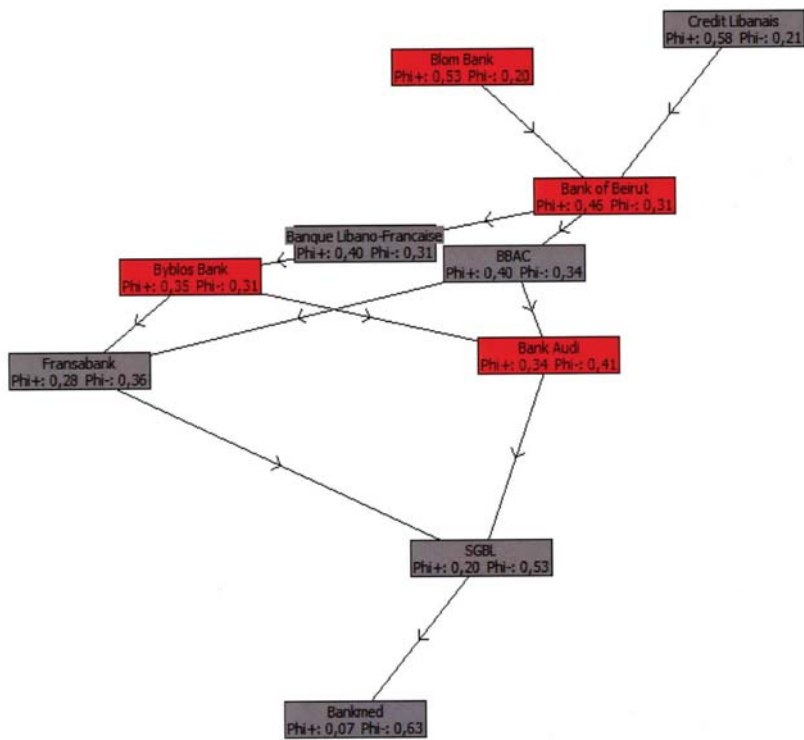 Credit Libanais
Phi+: 0,58 Phi-: 0,21
Blom Bank
Phi+: 0,53 Phi-: 0,20
Bank of Beirut
Phi+: 0,46 Phi-: 0,31
Banque Libano-Francaise
Phi+: 0,40 Phi-: 0,31
BBAC
Phi+: 0,40 Phi-: 0,34
Byblos Bank
Phi+: 0,35 Phi-: 0,31
Bank Audi
Phi+: 0,34 Phi-: 0,41
Fransabank
Phi+: 0,28 Phi-: 0,36
SGBL
Phi+: 0,20 Phi-: 0,53
Bankmed
Phi+: 0,07 Phi-: 0,63